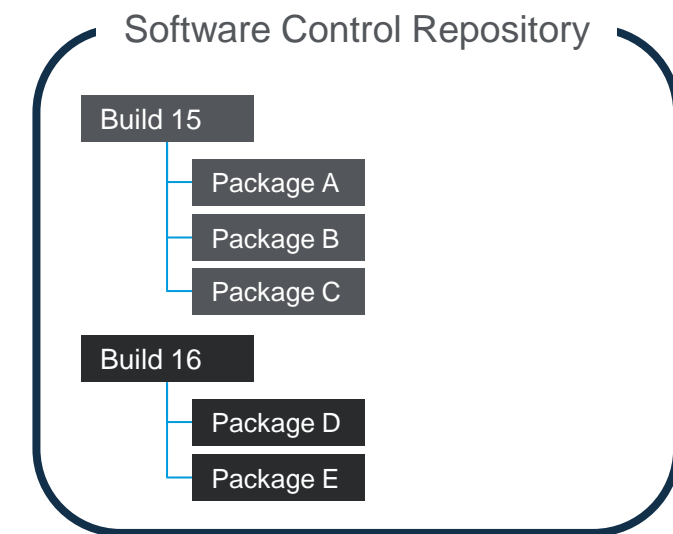 Software Control Repository
Build 15
Package A
Package B
Package C
Build 16
Package D
Package E